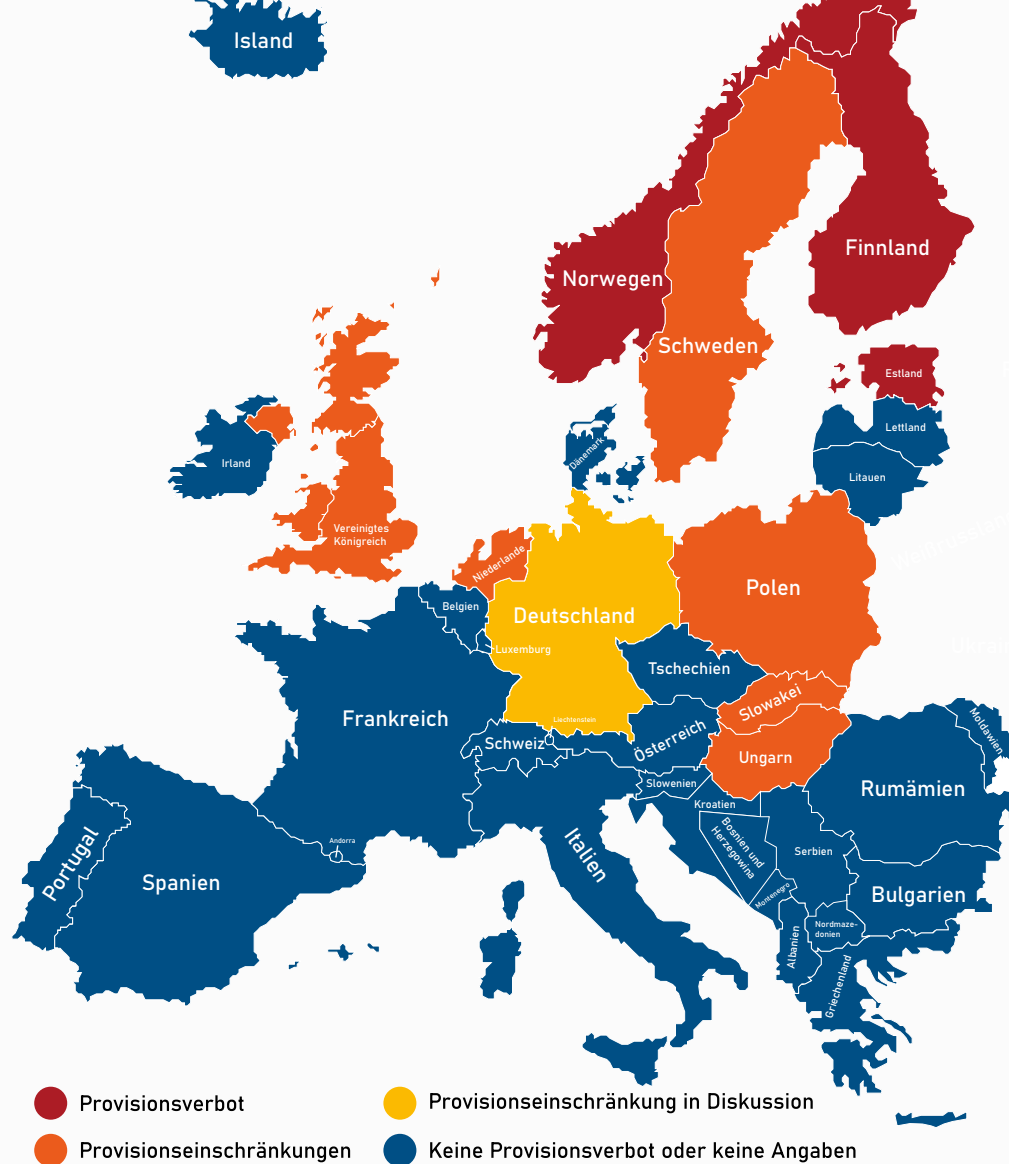 Island
Finnland
Norwegen
Schweden
Estland
Lettland
Dänemark
Irland
Litauen
Vereinigtes
Königreich
Niederlande
Polen
Belgien
Deutschland
Luxemburg
Tschechien
Slowakei
Frankreich
Liechtenstein
Moldawien
Schweiz
Österreich
Ungarn
Slowenien
Rumämien
Kroatien
Andorra
Bosnien und
Herzegowina
Serbien
Portugal
Italien
Spanien
Montenegro
Bulgarien
Nordmaze-
donien
Albanien
Griechenland
Provisionsverbot
Provisionseinschränkung in Diskussion
Provisionseinschränkungen
Keine Provisionsverbot oder keine Angaben